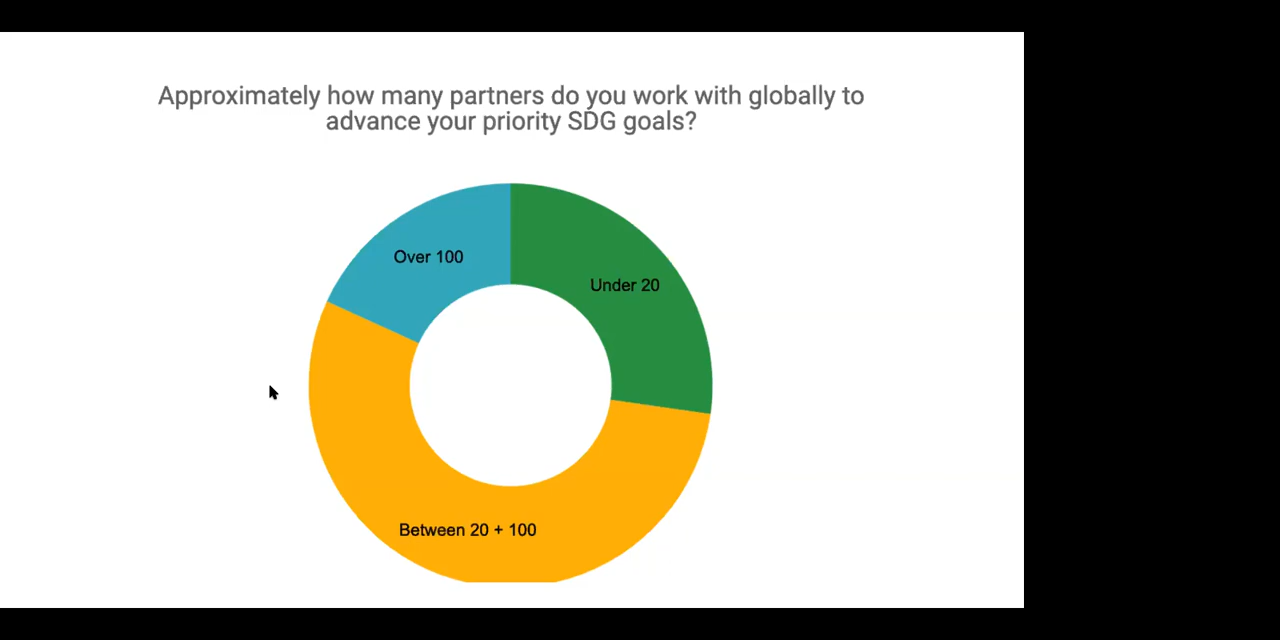 Approximately how many partners do you work with globally to
advance your priority SDG goals?
Over 100
Under 20
Between 20 + 100